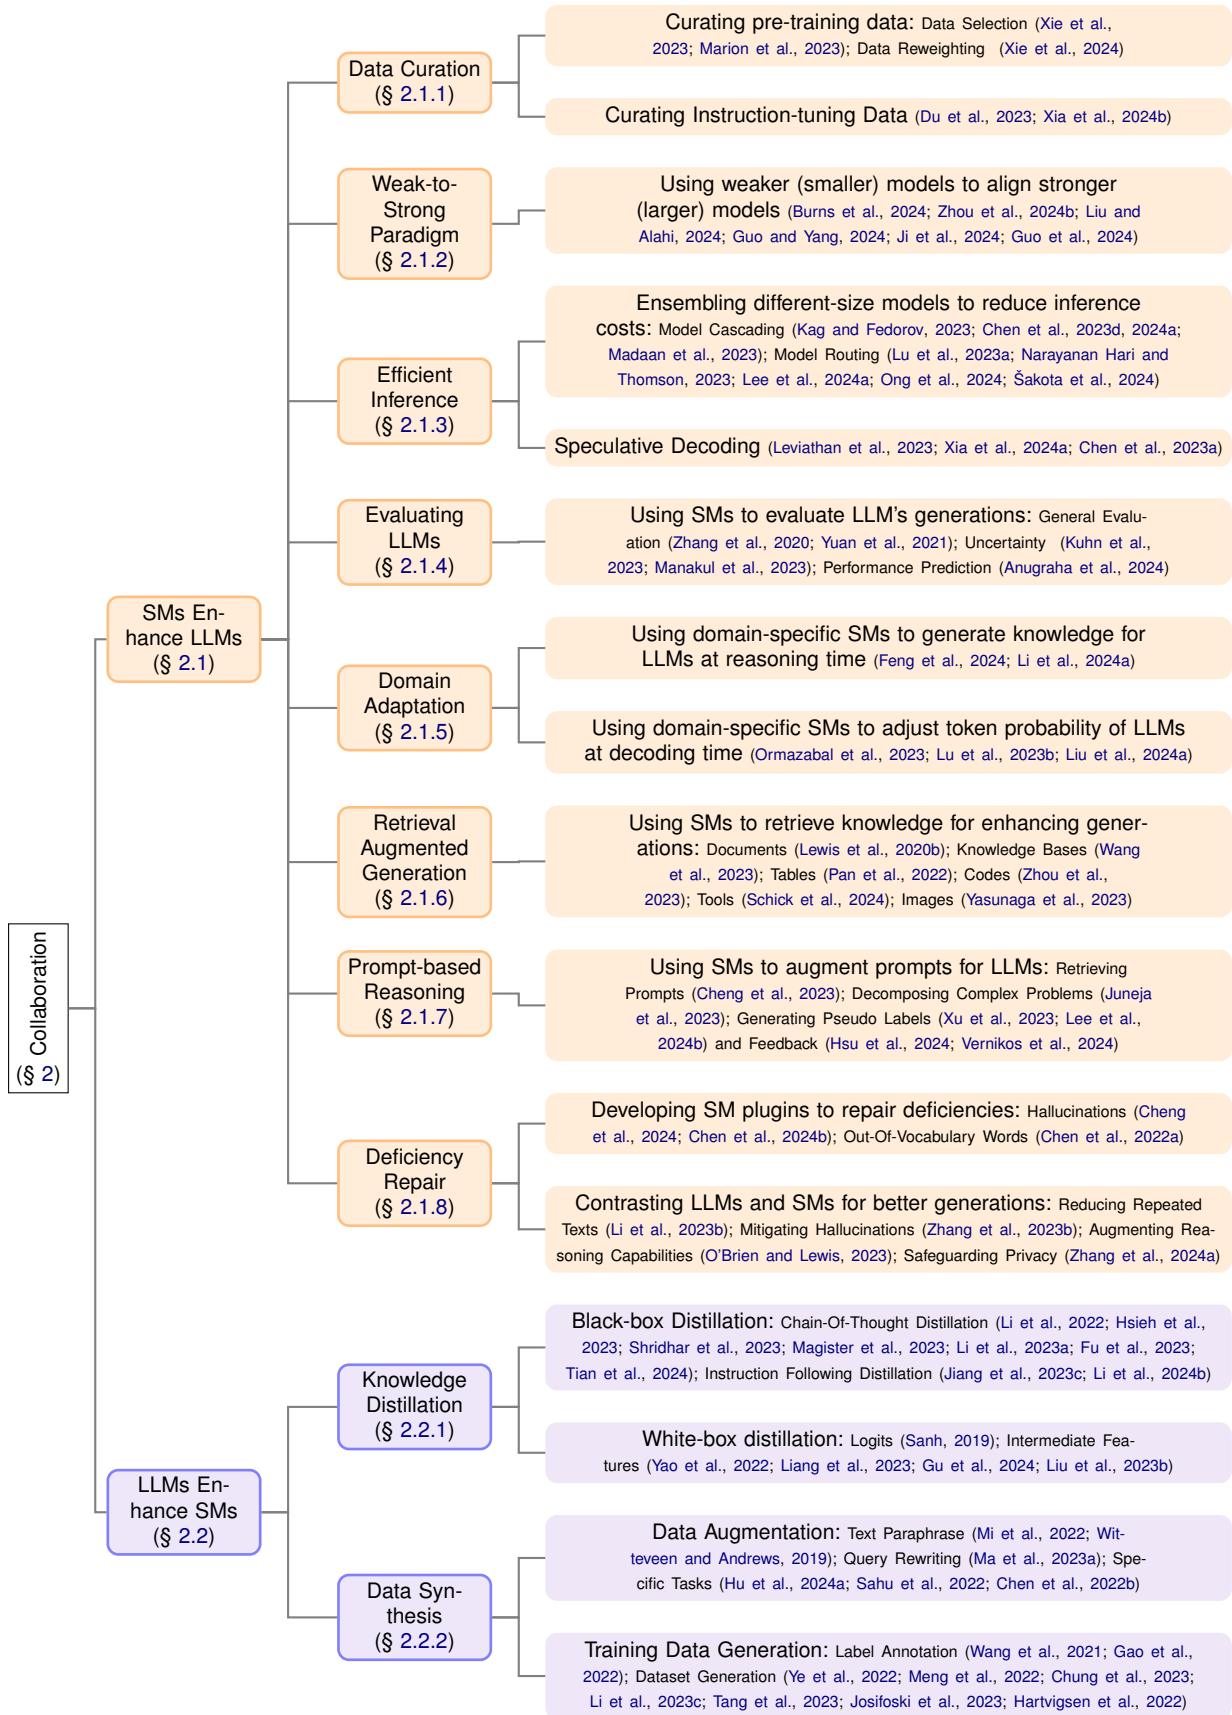 Collaboration
(§ 2)
SMs En-
hance LLMs
(§ 2.1)
Data Curation
(§ 2.1.1)
Curating pre-training data: Data Selection (Xie et al.,
2023; Marion et al., 2023); Data Reweighting (Xie et al., 2024)
Curating Instruction-tuning Data (Du et al., 2023; Xia et al., 2024b)
Weak-to-
Strong
Paradigm
(§ 2.1.2)
Using weaker (smaller) models to align stronger
(larger) models (Burns et al., 2024; Zhou et al., 2024b; Liu and
Alahi, 2024; Guo and Yang, 2024; Ji et al., 2024; Guo et al., 2024)
Efficient
Inference
(§ 2.1.3)
Ensembling different-size models to reduce inference
costs: Model Cascading (Kag and Fedorov, 2023; Chen et al., 2023d, 2024a;
Madaan et al., 2023); Model Routing (Lu et al., 2023a; Narayanan Hari and
Thomson, 2023; Lee et al., 2024a; Ong et al., 2024; Šakota et al., 2024)
Speculative Decoding (Leviathan et al., 2023; Xia et al., 2024a; Chen et al., 2023a)
Evaluating
LLMs
(§ 2.1.4)
Using SMs to evaluate LLM's generations: General Evalu-
ation (Zhang et al., 2020; Yuan et al., 2021); Uncertainty (Kuhn et al.,
2023; Manakul et al., 2023); Performance Prediction (Anugraha et al., 2024)
Domain
Adaptation
(§ 2.1.5)
Using domain-specific SMs to generate knowledge for
LLMs at reasoning time (Feng et al., 2024; Li et al., 2024a)
Using domain-specific SMs to adjust token probability of LLMs
at decoding time (Ormazabal et al., 2023; Lu et al., 2023b; Liu et al., 2024a)
Retrieval
Augmented
Generation
(§ 2.1.6)
Using SMs to retrieve knowledge for enhancing gener-
ations: Documents (Lewis et al., 2020b); Knowledge Bases (Wang
et al., 2023); Tables (Pan et al., 2022); Codes (Zhou et al.,
2023); Tools (Schick et al., 2024); Images (Yasunaga et al., 2023)
Prompt-based
Reasoning
(§ 2.1.7)
Using SMs to augment prompts for LLMs: Retrieving
Prompts (Cheng et al., 2023); Decomposing Complex Problems (Juneja
et al., 2023); Generating Pseudo Labels (Xu et al., 2023; Lee et al.,
2024b) and Feedback (Hsu et al., 2024; Vernikos et al., 2024)
Deficiency
Repair
(§ 2.1.8)
Developing SM plugins to repair deficiencies: Hallucinations (Cheng
et al., 2024; Chen et al., 2024b); Out-Of-Vocabulary Words (Chen et al., 2022a)
Contrasting LLMs and SMs for better generations: Reducing Repeated
Texts (Li et al., 2023b); Mitigating Hallucinations (Zhang et al., 2023b); Augmenting Rea-
soning Capabilities (O'Brien and Lewis, 2023); Safeguarding Privacy (Zhang et al., 2024a)
LLMs En-
hance SMs
(§ 2.2)
Knowledge
Distillation
(§ 2.2.1)
Black-box Distillation: Chain-Of-Thought Distillation (Li et al., 2022; Hsieh et al.,
2023; Shridhar et al., 2023; Magister et al., 2023; Li et al., 2023a; Fu et al., 2023;
Tian et al., 2024); Instruction Following Distillation (Jiang et al., 2023c; Li et al., 2024b)
White-box distillation: Logits (Sanh, 2019); Intermediate Fea-
tures (Yao et al., 2022; Liang et al., 2023; Gu et al., 2024; Liu et al., 2023b)
Data Syn-
thesis
(§ 2.2.2)
Data Augmentation: Text Paraphrase (Mi et al., 2022; Wit-
teveen and Andrews, 2019); Query Rewriting (Ma et al., 2023a); Spe-
cific Tasks (Hu et al., 2024a; Sahu et al., 2022; Chen et al., 2022b)
Training Data Generation: Label Annotation (Wang et al., 2021; Gao et al.,
2022); Dataset Generation (Ye et al., 2022; Meng et al., 2022; Chung et al., 2023;
Li et al., 2023c; Tang et al., 2023; Josifoski et al., 2023; Hartvigsen et al., 2022)